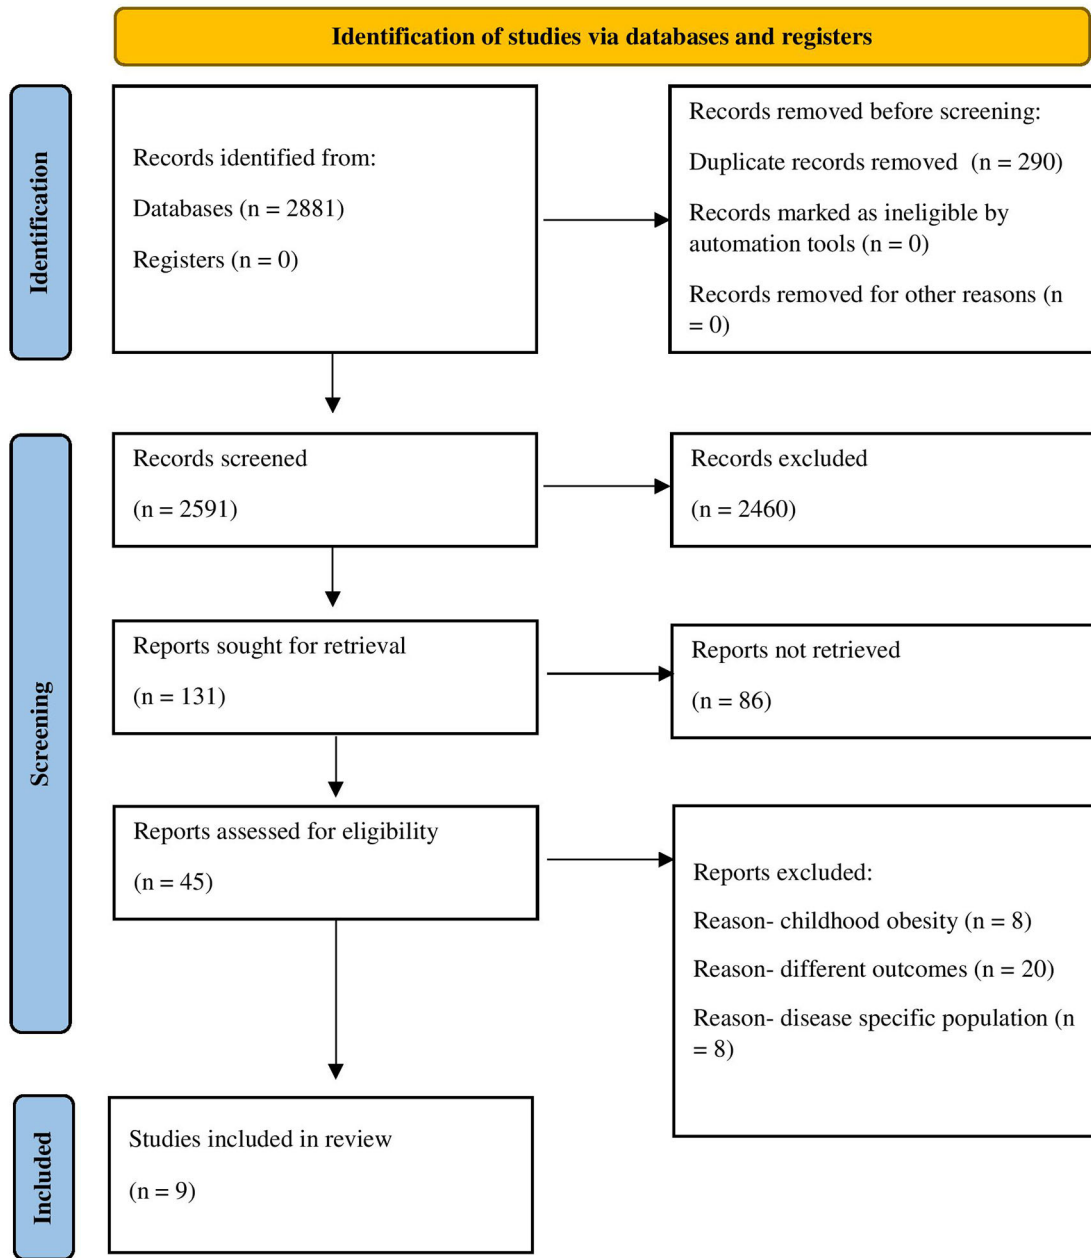 Identification of studies via databases and registers
Identification
Records identified from:
Databases (n = 2881)
Registers (n = 0)
Records removed before screening:
Duplicate records removed  (n = 290)
Records marked as ineligible by
automation tools (n = 0)
Records removed for other reasons (n
= 0)
Screening
Records screened
(n = 2591)
Records excluded
(n = 2460)
Reports sought for retrieval
(n = 131)
Reports not retrieved
(n = 86)
Reports assessed for eligibility
(n = 45)
Reports excluded:
Reason- childhood obesity (n = 8)
Reason- different outcomes (n = 20)
Reason- disease specific population (n
= 8)
Included
Studies included in review
(n = 9)